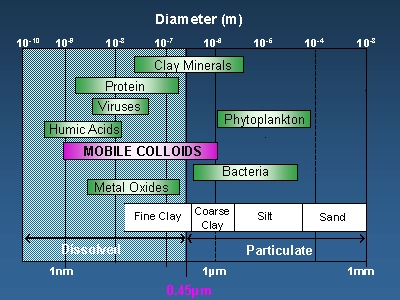 Diameter (m)
10⁻¹⁰ 10⁻⁹ 10⁻⁸ 10⁻⁷ 10⁻⁶ 10⁻⁵ 10⁻⁴ 10⁻³
Clay Minerals
Protein
Viruses
Phytoplankton
Humic Acids
MOBILE COLLOIDS
Bacteria
Metal Oxides
Fine Clay
Coarse
Clay
Silt
Sand
Dissolved
Particulate
1nm
1µm
1mm
0.45µm